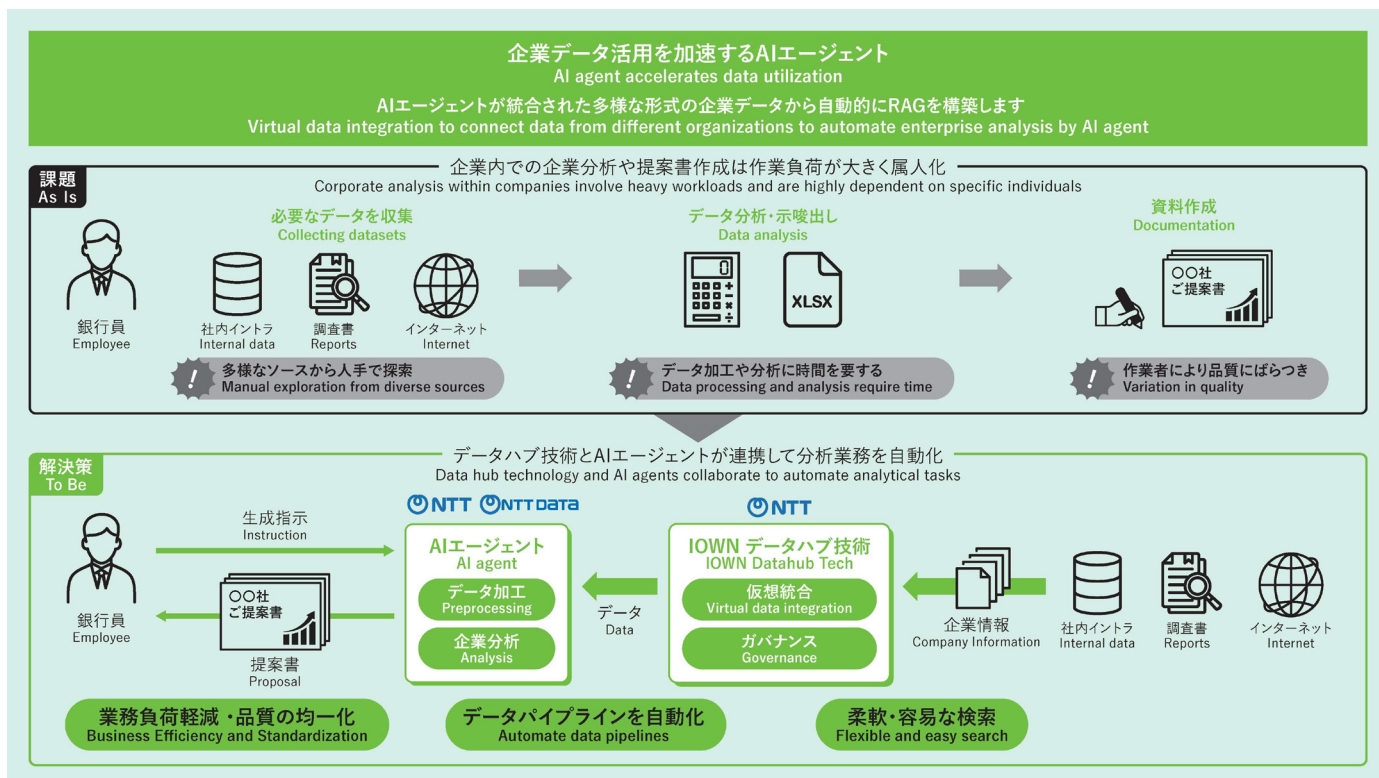 企業データ活用を加速するAIエージェント
AI agent accelerates data utilization
AIエージェントが統合された多様な形式の企業データから自動的にRAGを構築します
Virtual data integration to connect data from different organizations to automate enterprise analysis by AI agent
課題
As Is
企業内での企業分析や提案書作成は作業負荷が大きく属人化
Corporate analysis within companies involve heavy workloads and are highly dependent on specific individuals
銀行員
Employee
必要なデータを収集
Collecting datasets
社内イントラ
Internal data
調査書
Reports
インターネット
Internet
!
多様なソースから人手で探索
Manual exploration from diverse sources
データ分析・示唆出し
Data analysis
0
XLSX
!
データ加工や分析に時間を要する
Data processing and analysis require time
資料作成
Documentation
〇〇社
ご提案書
!
作業者により品質にばらつき
Variation in quality
解決策
To Be
データハブ技術とAIエージェントが連携して分析業務を自動化
Data hub technology and AI agents collaborate to automate analytical tasks
銀行員
Employee
生成指示
Instruction
〇〇社
ご提案書
提案書
Proposal
NTT
NTT DATA
AIエージェント
AI agent
データ加工
Preprocessing
企業分析
Analysis
データ
Data
NTT
IOWN データハブ技術
IOWN Datahub Tech
仮想統合
Virtual data integration
ガバナンス
Governance
企業情報
Company Information
社内イントラ
Internal data
調査書
Reports
インターネット
Internet
業務負荷軽減・品質の均一化
Business Efficiency and Standardization
データパイプラインを自動化
Automate data pipelines
柔軟・容易な検索
Flexible and easy search